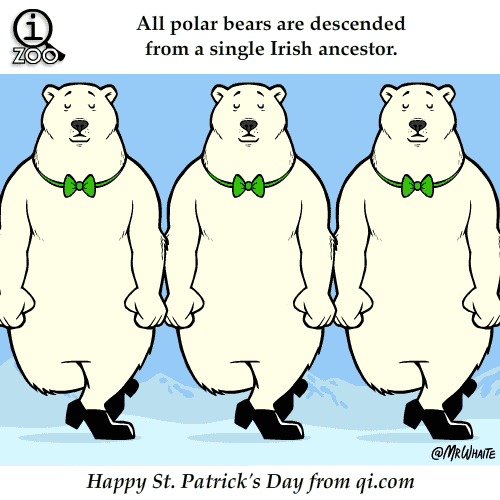 i
ZOO
All polar bears are descended
from a single Irish ancestor.
@MRWHAITE
Happy St. Patrick's Day from qi.com